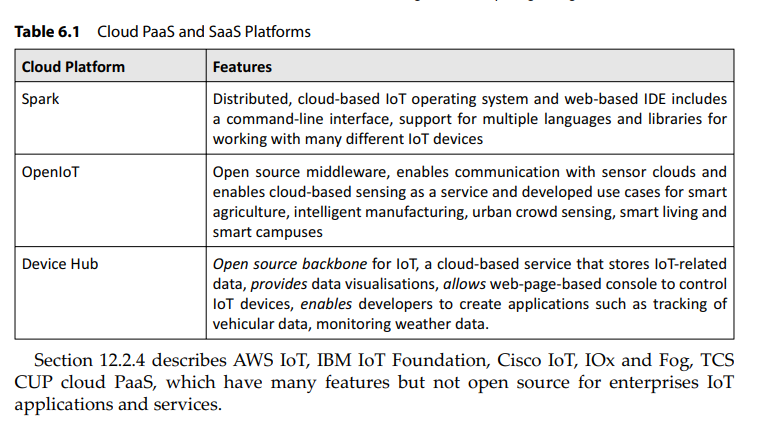 Table 6.1 Cloud PaaS and SaaS Platforms
Cloud Platform Features
Spark Distributed, cloud-based IoT operating system and web-based IDE includes
a command-line interface, support for multiple languages and libraries for
working with many different IoT devices
OpenIoT Open source middleware, enables communication with sensor clouds and
enables cloud-based sensing as a service and developed use cases for smart
agriculture, intelligent manufacturing, urban crowd sensing, smart living and
smart campuses
Device Hub Open source backbone for IoT, a cloud-based service that stores IoT-related
data, provides data visualisations, allows web-page-based console to control
IoT devices, enables developers to create applications such as tracking of
vehicular data, monitoring weather data.
Section 12.2.4 describes AWS IoT, IBM IoT Foundation, Cisco IoT, IOx and Fog, TCS
CUP cloud PaaS, which have many features but not open source for enterprises IoT
applications and services.